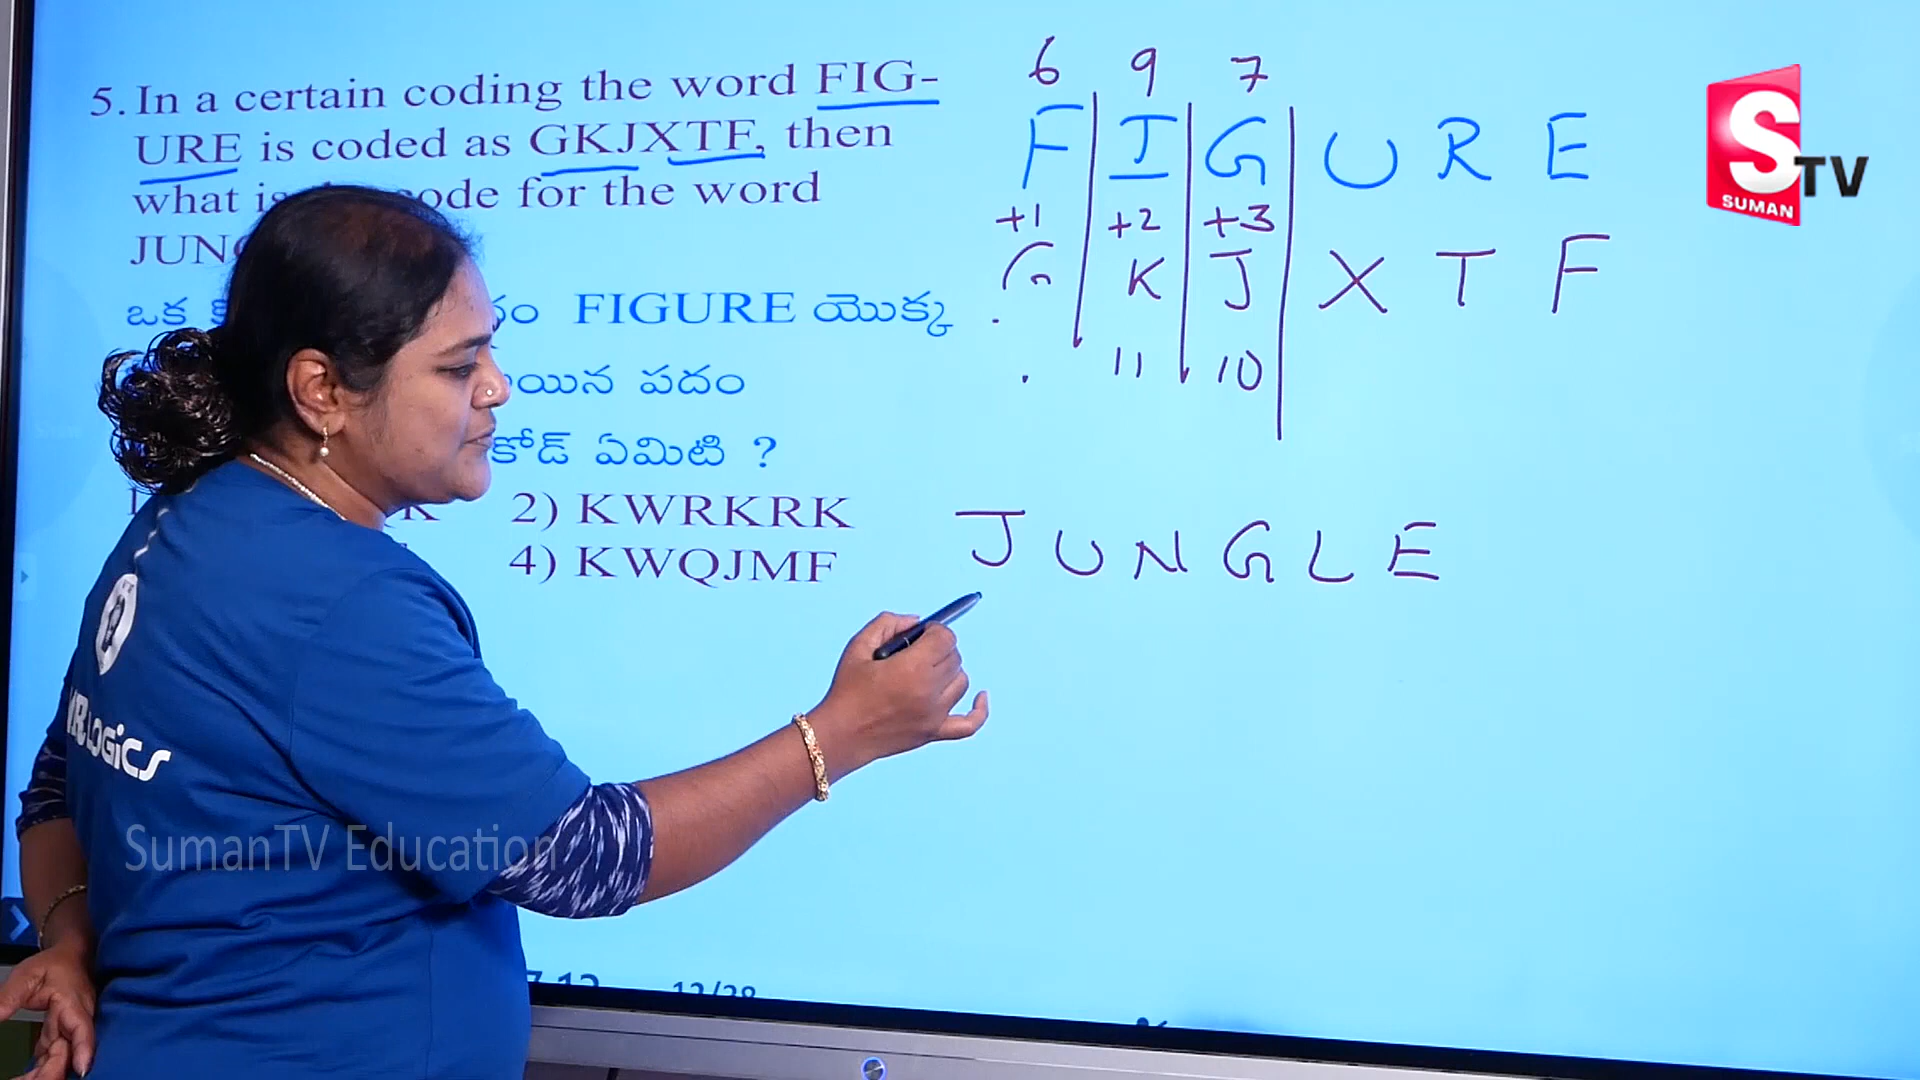 5. In a certain coding the word FIG-
URE is coded as GKJXTF, then
what code for the word
JUN
ఒక FIGURE యొక్క
పదం
కోడ్ ఏమిటి ?
2) KWRKRK
4) KWQJMF
6 9 7
F I G U R E
+1 +2 +3
G K J X T F
11 10
J U N G L E
S TV
SUMAN
LOGICS
SumanTV Education